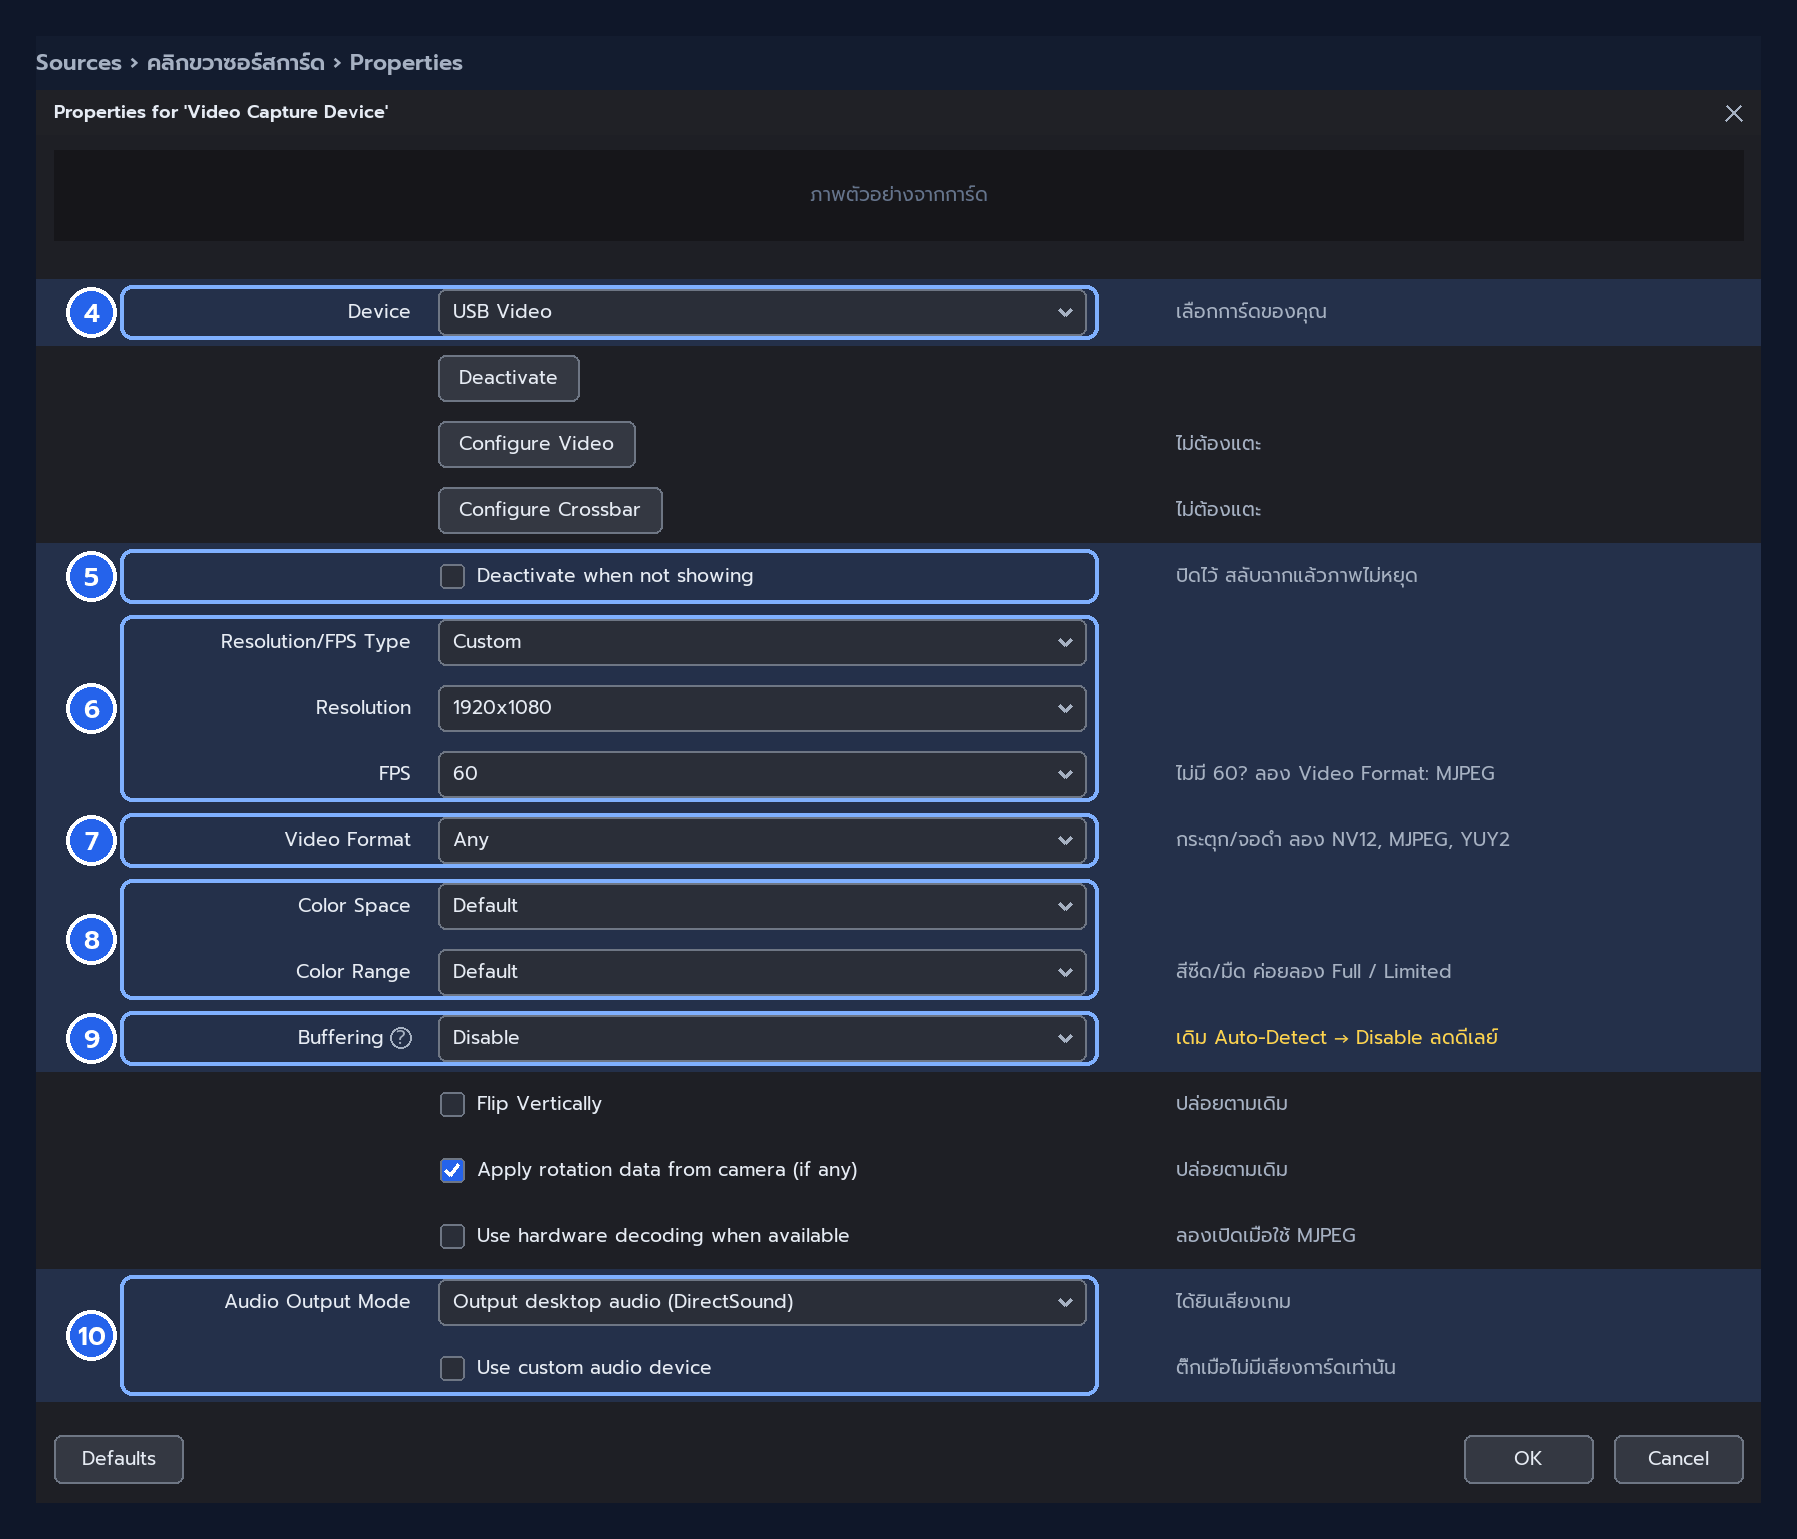 Sources › คลิกขวาซอร์สการ์ด › Properties
Properties for 'Video Capture Device'
ภาพตัวอย่างจากการ์ด
4 Device USB Video เลือกการ์ดของคุณ
Deactivate
Configure Video ไม่ต้องแตะ
Configure Crossbar ไม่ต้องแตะ
5 Deactivate when not showing ปิดไว้ สลับฉากแล้วภาพไม่หยุด
Resolution/FPS Type Custom
6 Resolution 1920x1080
FPS 60 ไม่มี 60? ลอง Video Format: MJPEG
7 Video Format Any กระตุก/จอดำ ลอง NV12, MJPEG, YUY2
8 Color Space Default
Color Range Default สีซีด/มืด ค่อยลอง Full / Limited
9 Buffering ? Disable เดิม Auto-Detect → Disable ลดดีเลย์
Flip Vertically ปล่อยตามเดิม
Apply rotation data from camera (if any) ปล่อยตามเดิม
Use hardware decoding when available ลองเปิดเมื่อใช้ MJPEG
10 Audio Output Mode Output desktop audio (DirectSound) ได้ยินเสียงเกม
Use custom audio device ติ๊กเมื่อไม่มีเสียงการ์ดเท่านั้น
Defaults OK Cancel